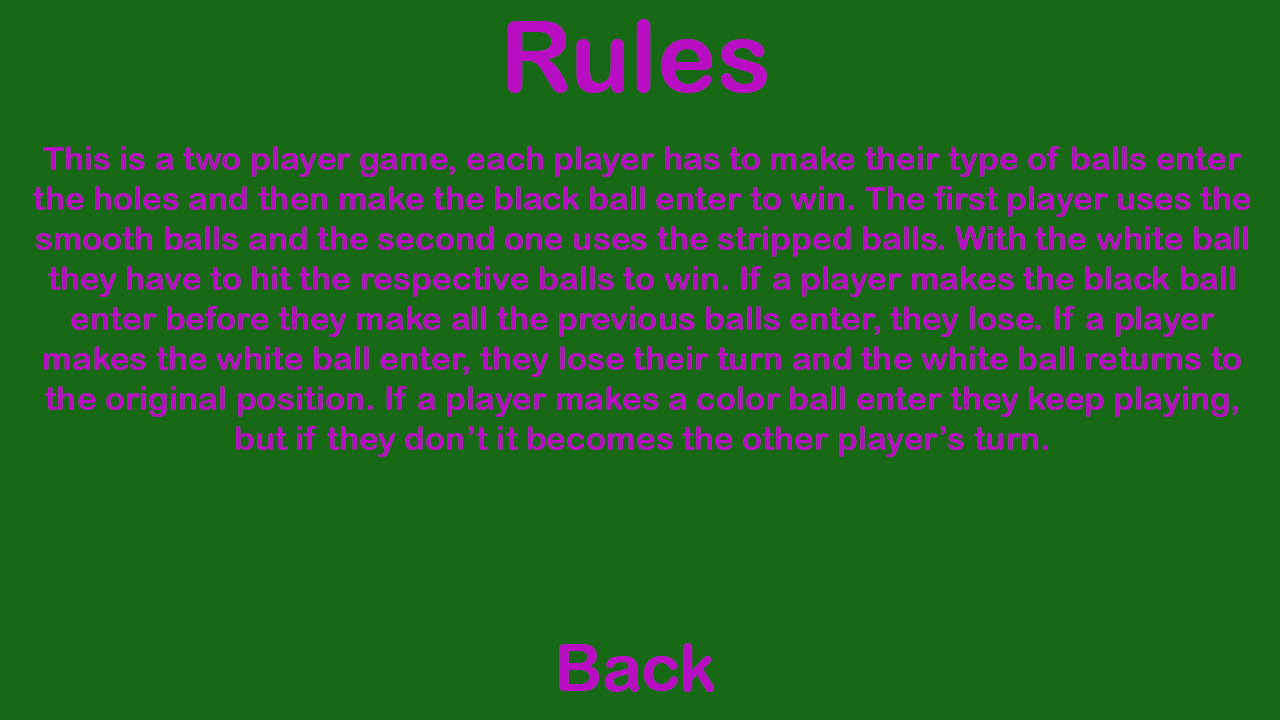 Rules
This is a two player game, each player has to make their type of balls enter
the holes and then make the black ball enter to win. The first player uses the
smooth balls and the second one uses the stripped balls. With the white ball
they have to hit the respective balls to win. If a player makes the black ball
enter before they make all the previous balls enter, they lose. If a player
makes the white ball enter, they lose their turn and the white ball returns to
the original position. If a player makes a color ball enter they keep playing,
but if they don’t it becomes the other player’s turn.
Back